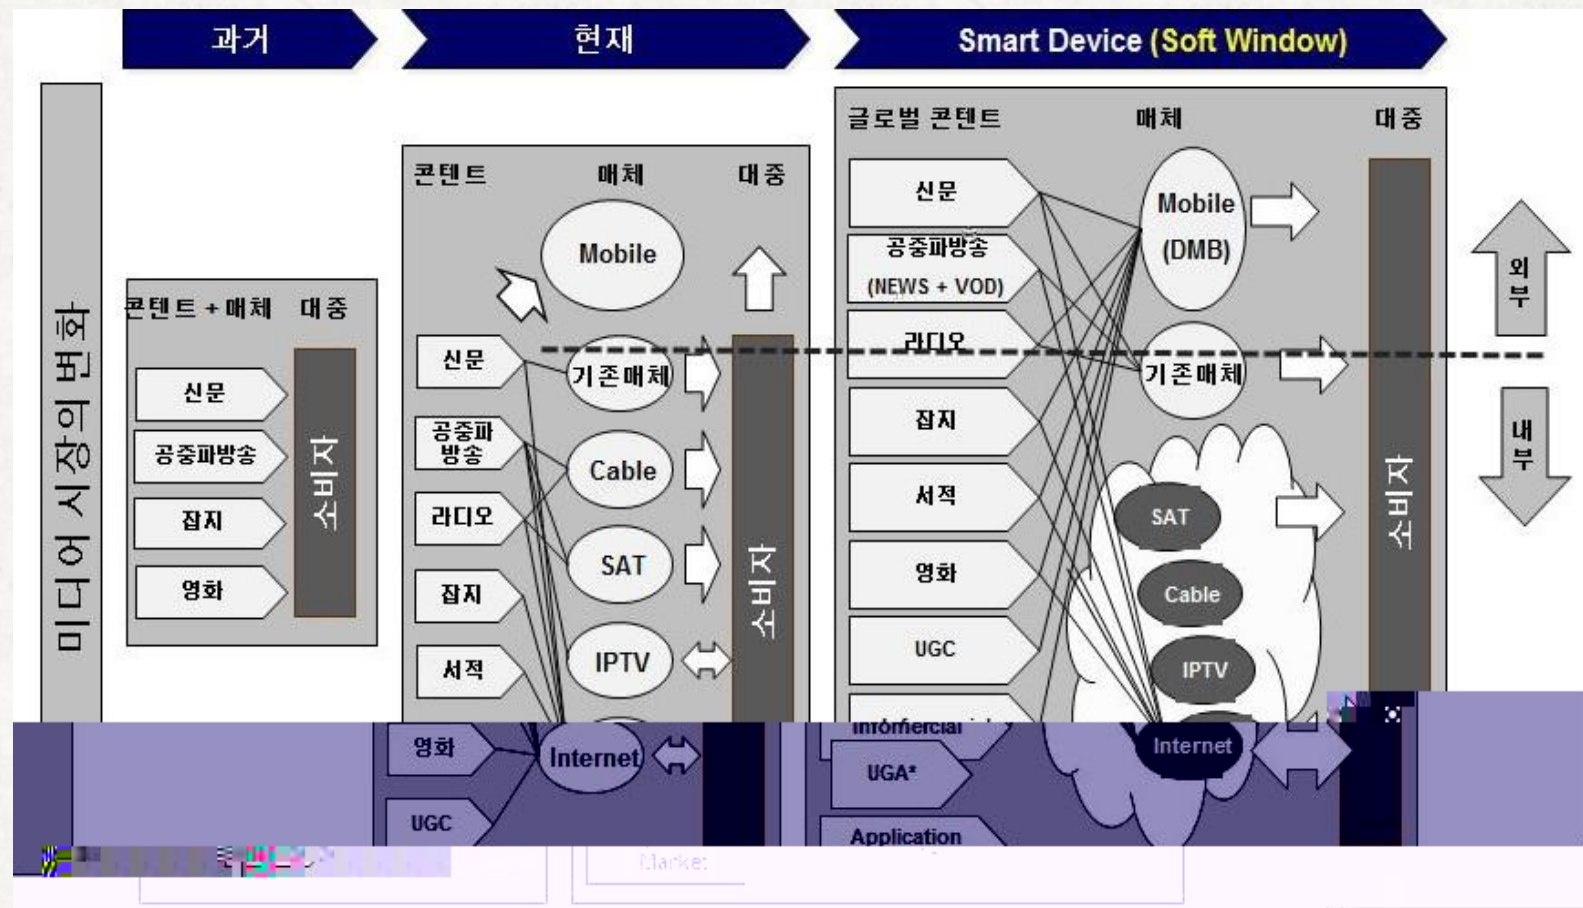 과거
현재
Smart Device (Soft Window)
미디어 시장의 변화
콘텐트 + 매체
대중
신문
공중파방송
잡지
영화
소비자
콘텐트
매체
대중
신문
공중파
방송
라디오
잡지
서적
영화
UGC
Mobile
기존매체
Cable
SAT
IPTV
Internet
소비자
글로벌 콘텐트
매체
대중
신문
공중파방송
(NEWS + VOD)
라디오
잡지
서적
영화
UGC
Infomercial
UGA*
Application
Market
Mobile
(DMB)
기존매체
SAT
Cable
IPTV
Internet
소비자
외부
내부